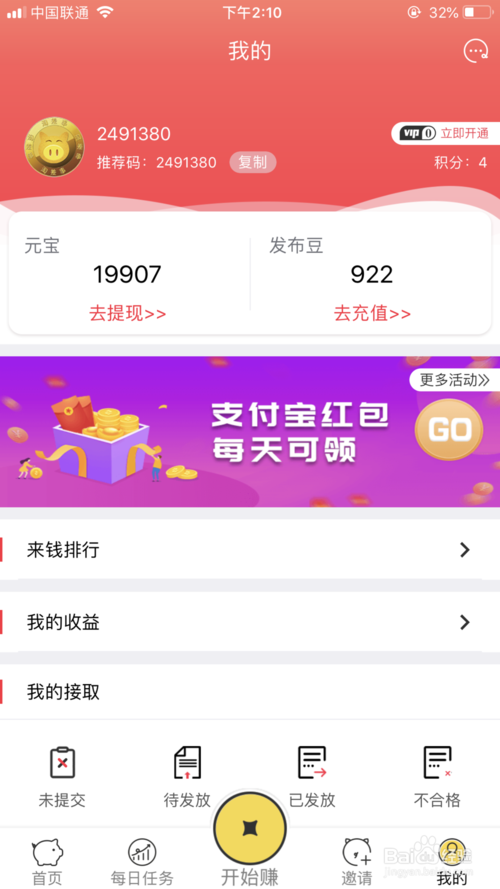 中国联通 下午2:10 32%
我的
2491380
VIP 0 立即开通
推荐码：2491380 复制
积分：4
元宝 发布豆
19907 922
去提现>> 去充值>>
更多活动
支付宝红包
每天可领
GO
来钱排行
我的收益
我的接取
未提交 待发放 已发放 不合格
首页 每日任务 开始赚 邀请 我的
Baidu经验
jingyan.baidu.com